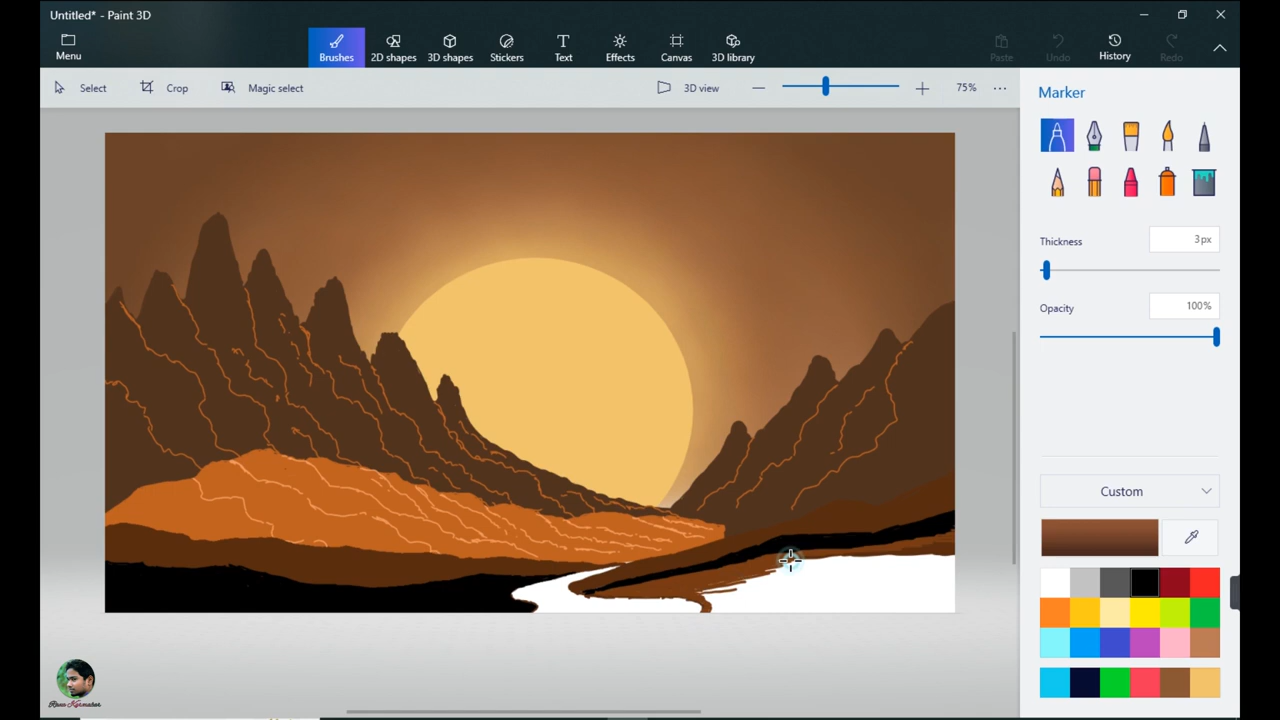 Untitled* - Paint 3D
Menu
Brushes
2D shapes
3D shapes
Stickers
Text
Effects
Canvas
3D library
Paste
Undo
History
Redo
Select
Crop
Magic select
3D view
75%
Marker
Thickness
3px
Opacity
100%
Custom